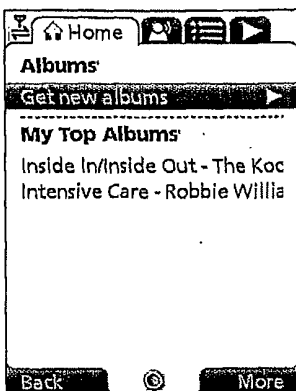 Home
Albums
Get new albums
My Top Albums
Inside In/Inside Out - The Koc
Intensive Care - Robbie Willia
Back More